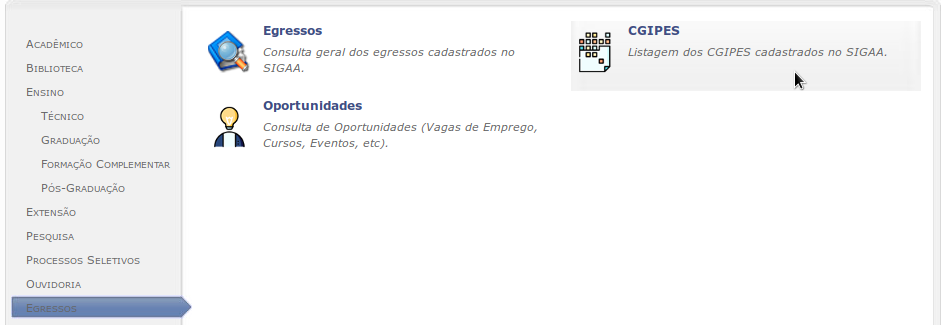 Acadêmico
Biblioteca
Ensino
Técnico
Graduação
Formação Complementar
Pós-Graduação
Extensão
Pesquisa
Processos Seletivos
Ouvidoria
Egressos
Egressos
Consulta geral dos egressos cadastrados no
SIGAA.
CGIPES
Listagem dos CGIPES cadastrados no SIGAA.
Oportunidades
Consulta de Oportunidades (Vagas de Emprego,
Cursos, Eventos, etc).